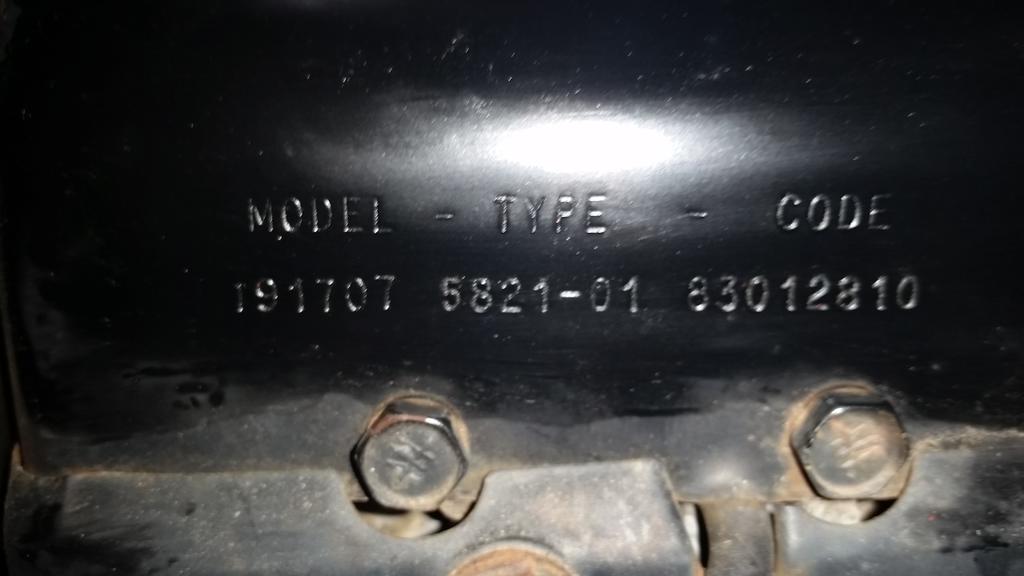 MODEL - TYPE - CODE
191707 5821-01 83012810